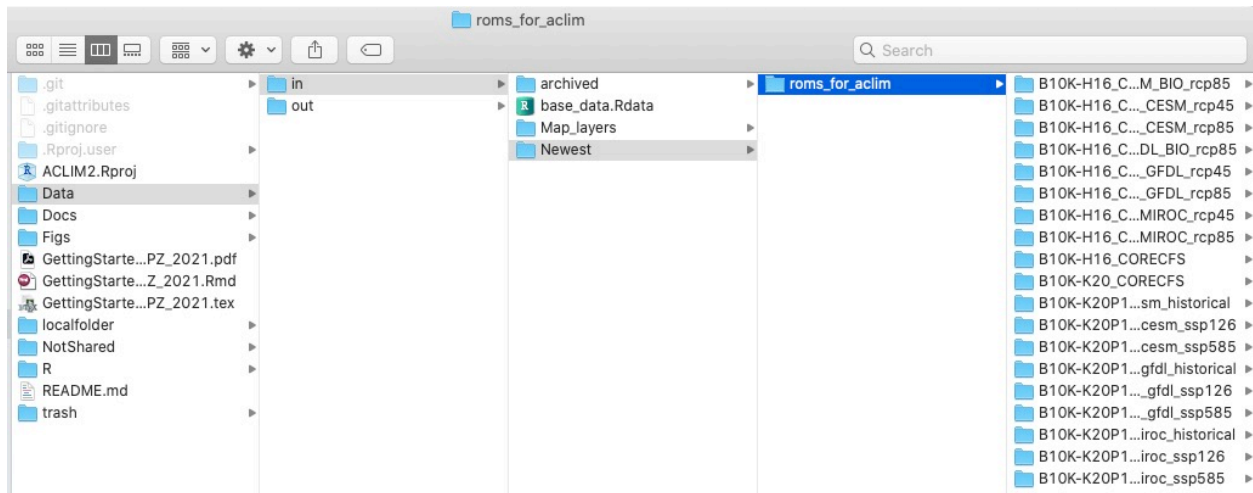 roms_for_aclim
Search
.git
.gitattributes
.gitignore
.Rproj.user
ACLIM2.Rproj
Data
Docs
Figs
GettingStarte...PZ_2021.pdf
GettingStarte...Z_2021.Rmd
GettingStarte...PZ_2021.tex
localfolder
NotShared
R
README.md
trash
in
out
archived
base_data.Rdata
Map_layers
Newest
roms_for_aclim
B10K-H16_C...M_BIO_rcp85
B10K-H16_C..._CESM_rcp45
B10K-H16_C..._CESM_rcp85
B10K-H16_C...DL_BIO_rcp85
B10K-H16_C..._GFDL_rcp45
B10K-H16_C..._GFDL_rcp85
B10K-H16_C...MIROC_rcp45
B10K-H16_C...MIROC_rcp85
B10K-H16_CORECFS
B10K-K20_CORECFS
B10K-K20P1...sm_historical
B10K-K20P1...cesm_ssp126
B10K-K20P1...cesm_ssp585
B10K-K20P1...gfdl_historical
B10K-K20P1..._gfdl_ssp126
B10K-K20P1..._gfdl_ssp585
B10K-K20P1...iroc_historical
B10K-K20P1...iroc_ssp126
B10K-K20P1...iroc_ssp585